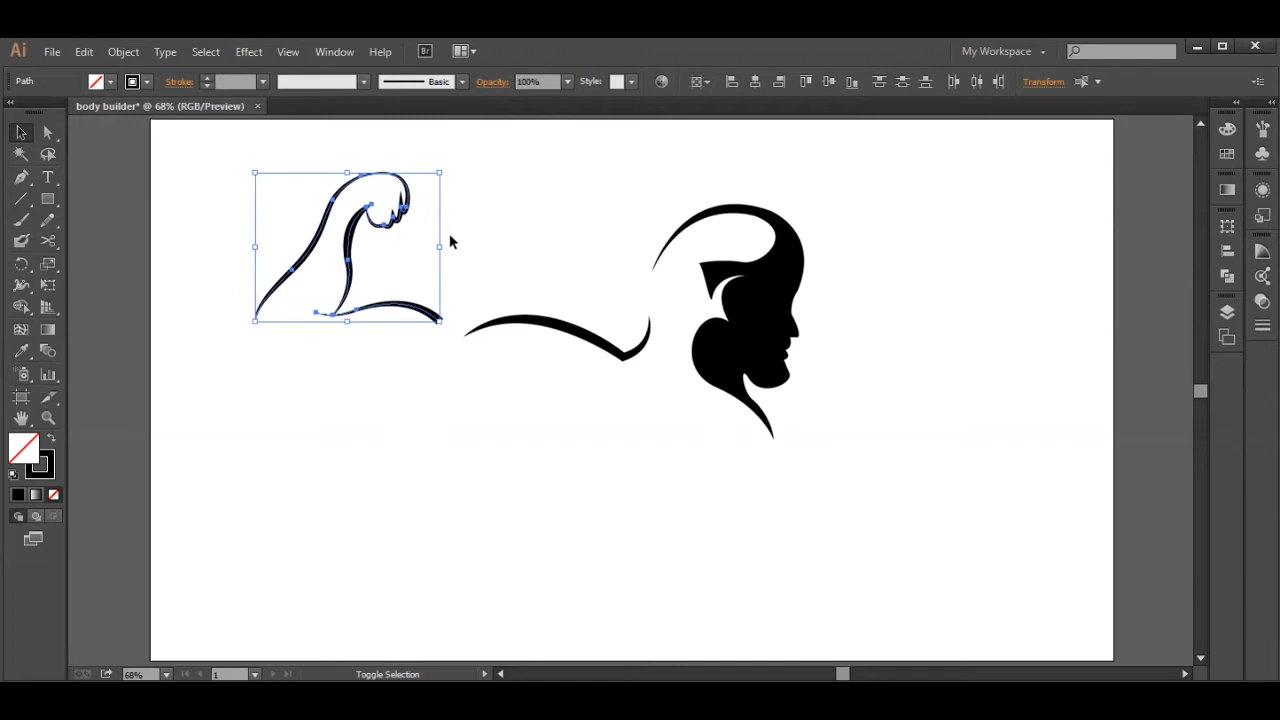 Ai File Edit Object Type Select Effect View Window Help Br My Workspace
Path Stroke: Basic Opacity: 100% Style: Transform
body builder* @ 68% (RGB/Preview) ×
T
68% 1 Toggle Selection